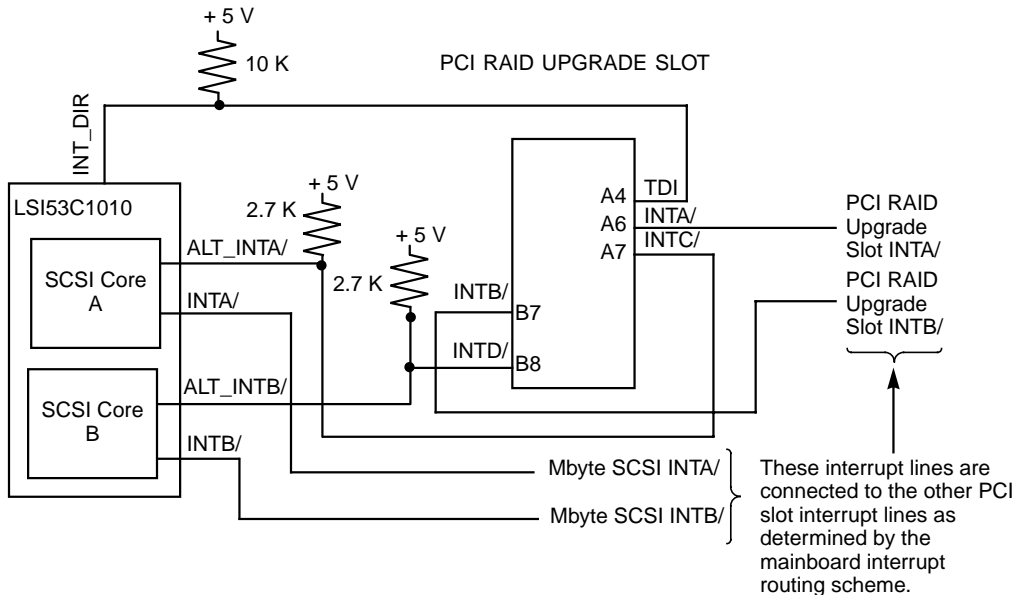 + 5 V
10 K
PCI RAID UPGRADE SLOT
INT_DIR
LSI53C1010
+ 5 V
2.7 K
+ 5 V
2.7 K
ALT_INTA/
SCSI Core
A
INTA/
ALT_INTB/
SCSI Core
B
INTB/
A4
TDI
A6
INTA/
A7
INTC/
INTB/
B7
INTD/
B8
PCI RAID
Upgrade
Slot INTA/
PCI RAID
Upgrade
Slot INTB/
Mbyte SCSI INTA/
Mbyte SCSI INTB/
These interrupt lines are
connected to the other PCI
slot interrupt lines as
determined by the
mainboard interrupt
routing scheme.